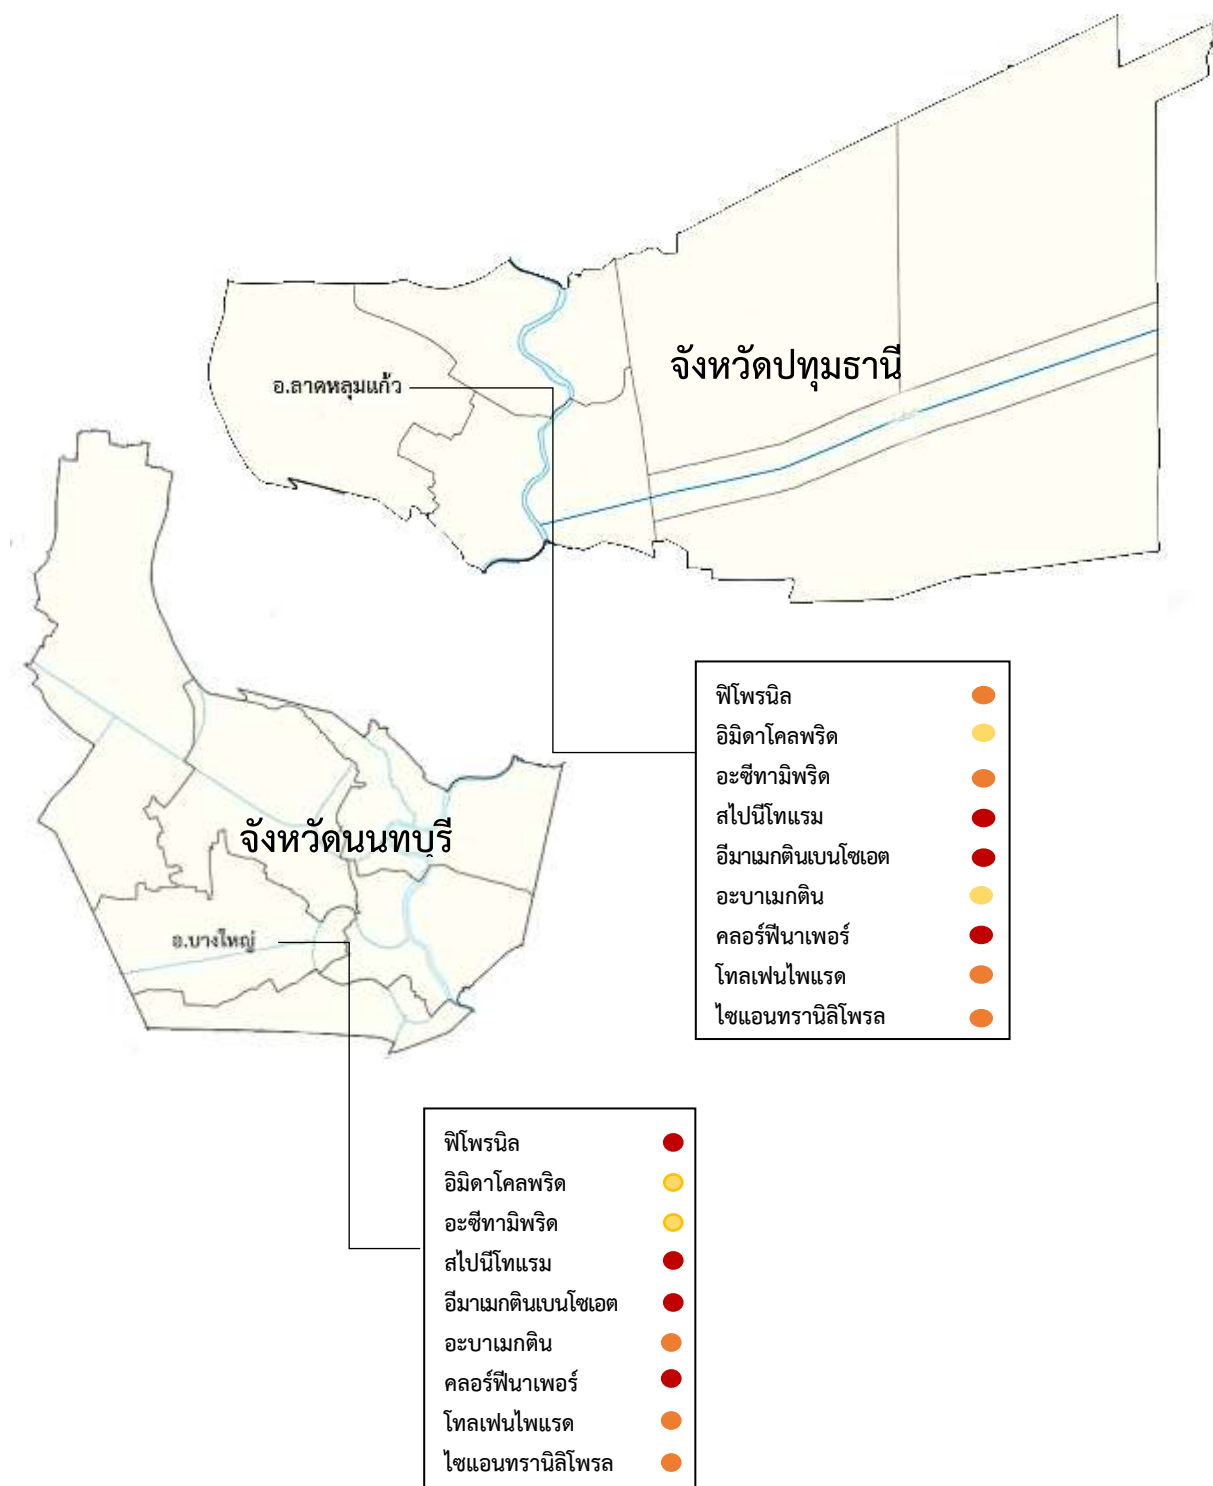 จังหวัดปทุมธานี
อ.ลาดหลุมแก้ว
ฟิโพรนิล
อิมิดาโคลพริด
อะซีทามิพริด
สไปนีโทแรม
อีมาเมกตินเบนโซเอต
อะบาเมกติน
คลอร์ฟีนาเพอร์
โทลเฟนไพแรด
ไซแอนทรานิลิโพรล
จังหวัดนนทบุรี
อ.บางใหญ่
ฟิโพรนิล
อิมิดาโคลพริด
อะซีทามิพริด
สไปนีโทแรม
อีมาเมกตินเบนโซเอต
อะบาเมกติน
คลอร์ฟีนาเพอร์
โทลเฟนไพแรด
ไซแอนทรานิลิโพรล